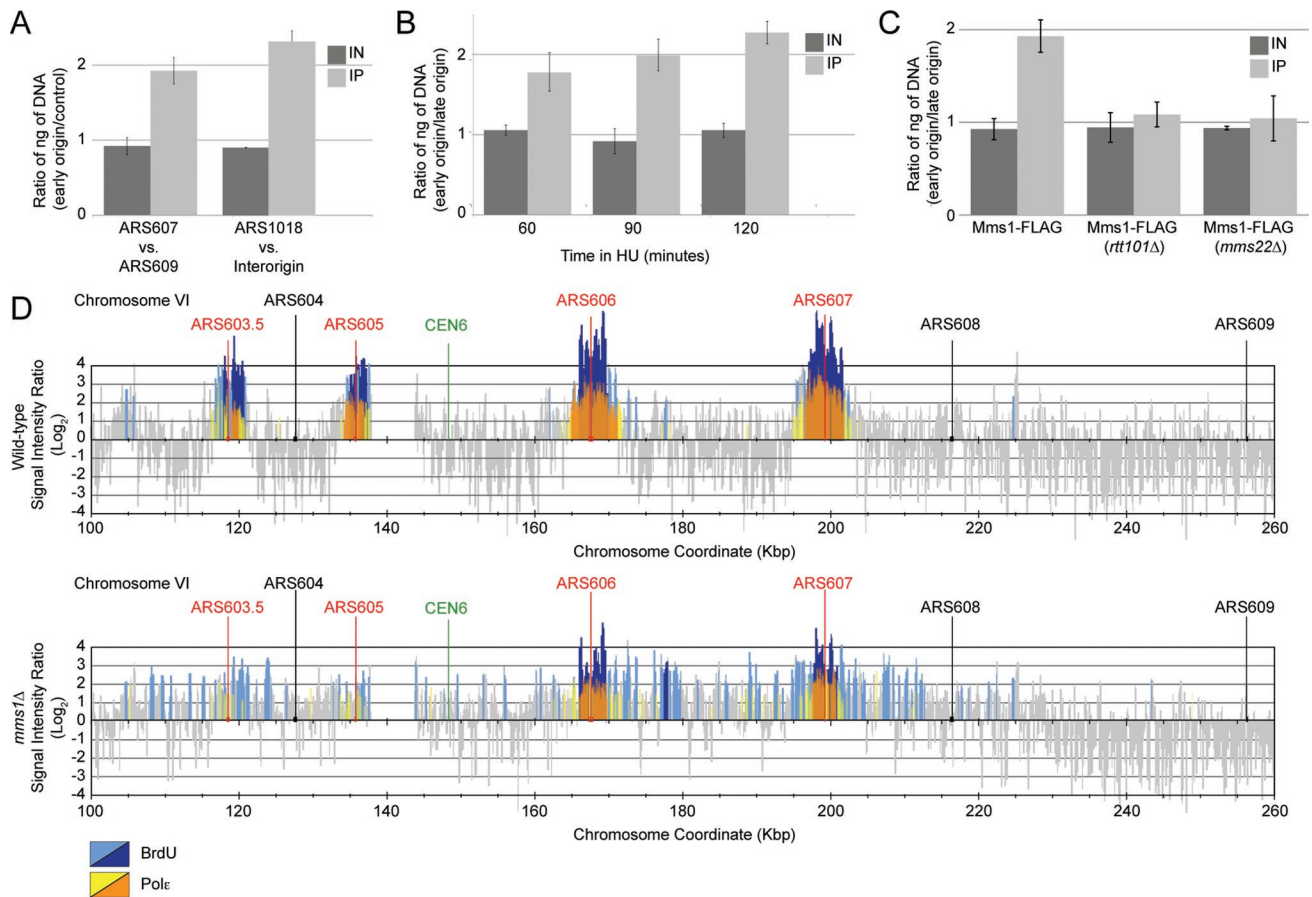 A
Ratio of ng of DNA
(early origin/control)
2
1
0
IN
IP
ARS607
vs.
ARS609
ARS1018
vs.
Interorigin
B
Ratio of ng of DNA
(early origin/late origin)
2
1
0
IN
IP
60
90
120
Time in HU (minutes)
C
Ratio of ng of DNA
(early origin/late origin)
2
1
0
IN
IP
Mms1-FLAG
Mms1-FLAG
(rtt101Δ)
Mms1-FLAG
(mms22Δ)
D
Chromosome VI
ARS603.5
ARS604
ARS605
CEN6
ARS606
ARS607
ARS608
ARS609
Wild-type
Signal Intensity Ratio
(Log2)
4
3
2
1
0
-1
-2
-3
-4
100
120
140
160
180
200
220
240
260
Chromosome Coordinate (Kbp)
Chromosome VI
ARS603.5
ARS604
ARS605
CEN6
ARS606
ARS607
ARS608
ARS609
mms1Δ
Signal Intensity Ratio
(Log2)
4
3
2
1
0
-1
-2
-3
-4
100
120
140
160
180
200
220
240
260
Chromosome Coordinate (Kbp)
BrdU
Polε